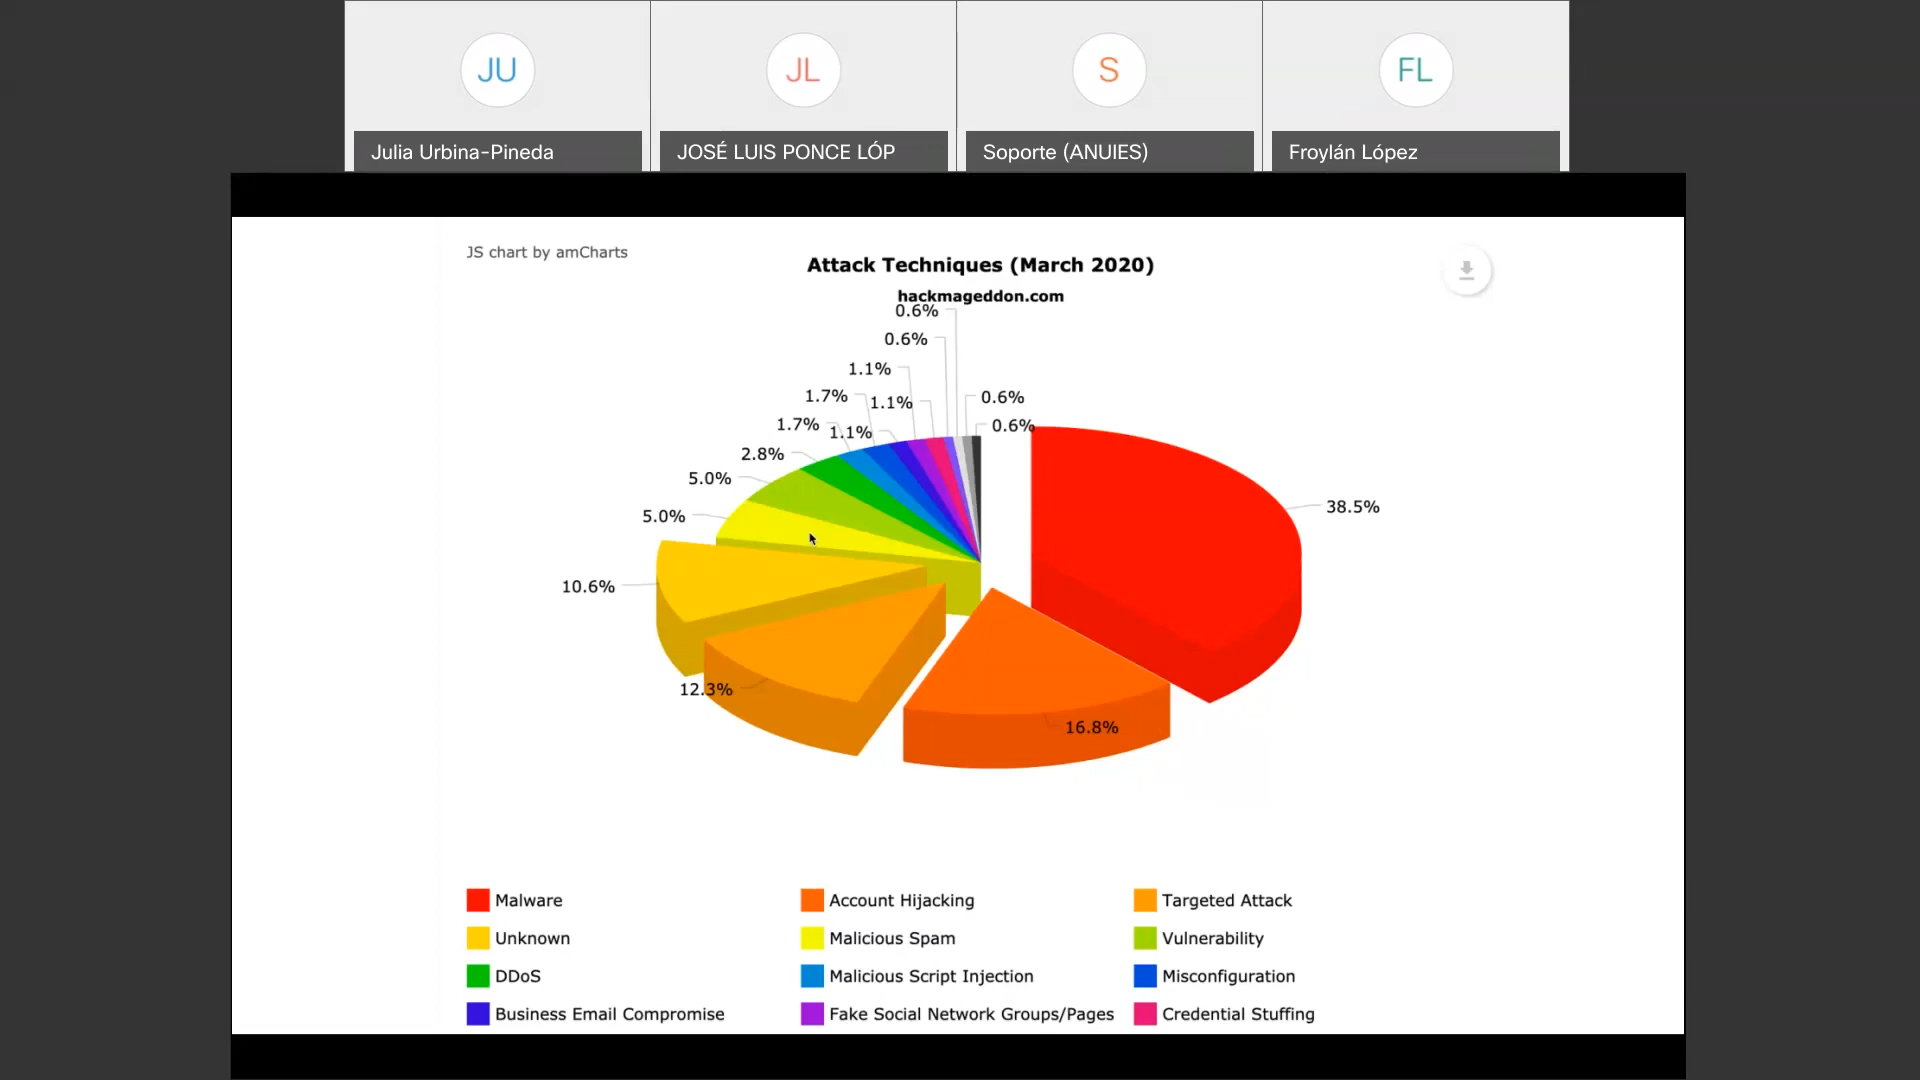 JU
JL
S
FL
Julia Urbina-Pineda
JOSÉ LUIS PONCE LÓP
Soporte (ANUIES)
Froylán López
JS chart by amCharts
Attack Techniques (March 2020)
hackmageddon.com
0.6%
0.6%
1.1%
1.7%
1.1%
0.6%
1.7%
1.1%
0.6%
2.8%
5.0%
38.5%
5.0%
10.6%
12.3%
16.8%
Malware
Account Hijacking
Targeted Attack
Unknown
Malicious Spam
Vulnerability
DDoS
Malicious Script Injection
Misconfiguration
Business Email Compromise
Fake Social Network Groups/Pages
Credential Stuffing